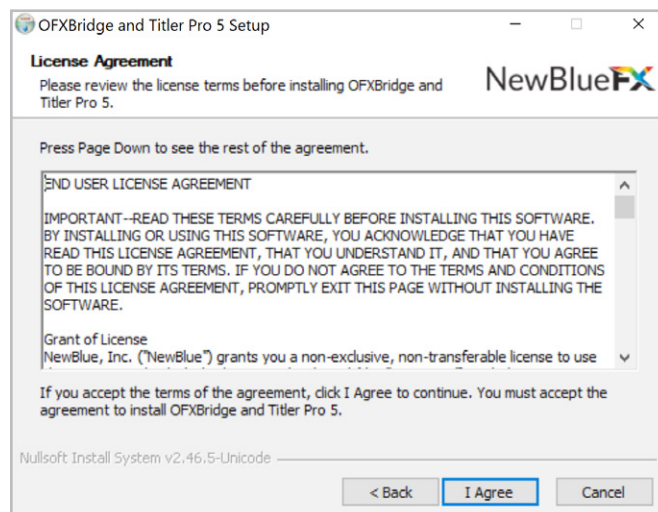 OFXBridge and Titler Pro 5 Setup
License Agreement
Please review the license terms before installing OFXBridge and
Titler Pro 5.
NewBlueFX
Press Page Down to see the rest of the agreement.
END USER LICENSE AGREEMENT
IMPORTANT--READ THESE TERMS CAREFULLY BEFORE INSTALLING THIS SOFTWARE.
BY INSTALLING OR USING THIS SOFTWARE, YOU ACKNOWLEDGE THAT YOU HAVE
READ THIS LICENSE AGREEMENT, THAT YOU UNDERSTAND IT, AND THAT YOU AGREE
TO BE BOUND BY ITS TERMS. IF YOU DO NOT AGREE TO THE TERMS AND CONDITIONS
OF THIS LICENSE AGREEMENT, PROMPTLY EXIT THIS PAGE WITHOUT INSTALLING THE
SOFTWARE.
Grant of License
NewBlue, Inc. ("NewBlue") grants you a non-exclusive, non-transferable license to use
If you accept the terms of the agreement, click I Agree to continue. You must accept the
agreement to install OFXBridge and Titler Pro 5.
Nullsoft Install System v2.46.5-Unicode
< Back
I Agree
Cancel